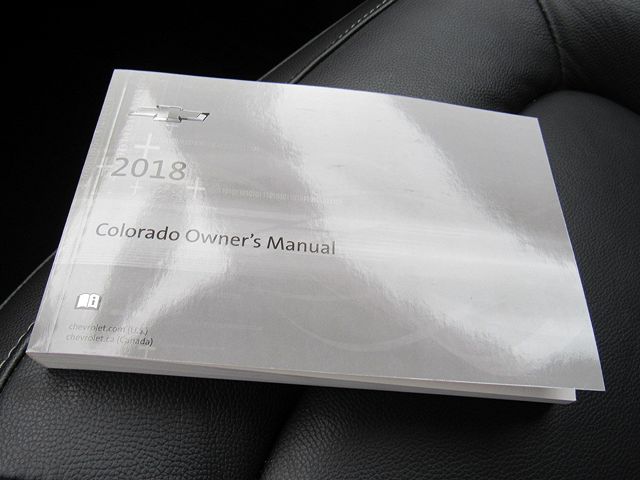 2018
Colorado Owner's Manual
chevrolet.com (U.S.)
chevrolet.ca (Canada)